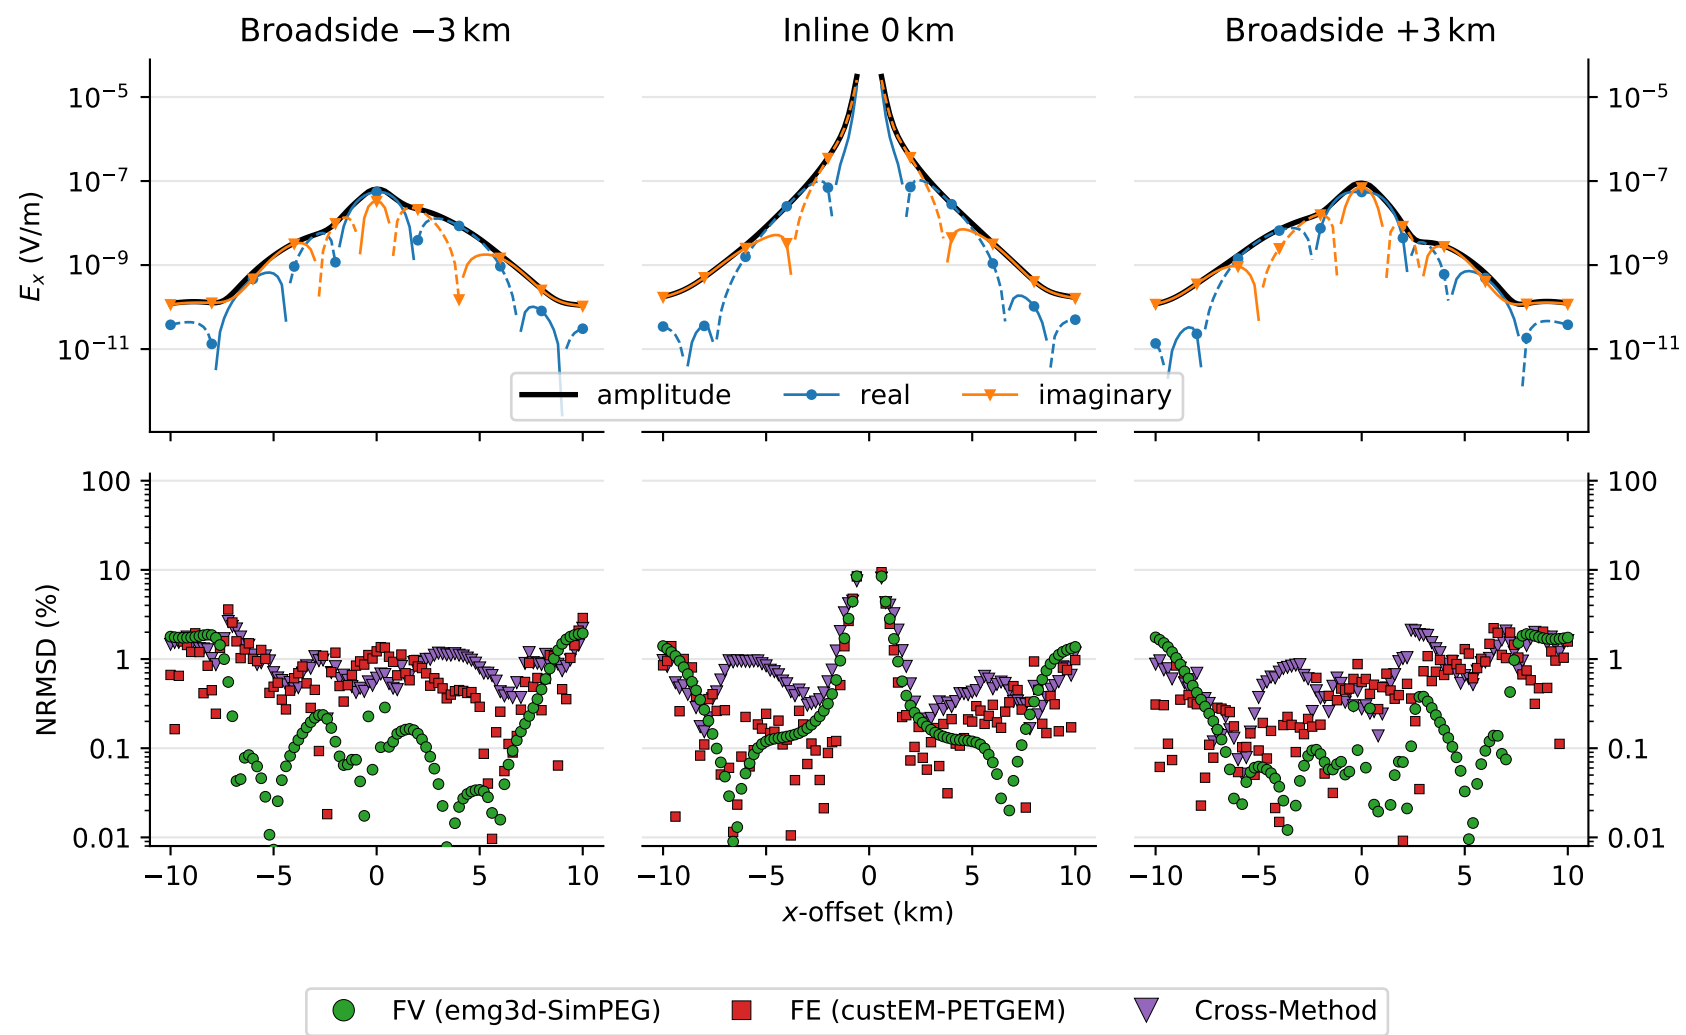 Broadside −3 km Inline 0 km Broadside +3 km
E_x (V/m)
10⁻⁵ 10⁻⁵
10⁻⁷ 10⁻⁷
10⁻⁹ 10⁻⁹
10⁻¹¹ 10⁻¹¹
amplitude real imaginary
NRMSD (%)
100 100
10 10
1 1
0.1 0.1
0.01 0.01
−10 −5 0 5 10 −10 −5 0 5 10 −10 −5 0 5 10
x-offset (km)
FV (emg3d-SimPEG) FE (custEM-PETGEM) Cross-Method